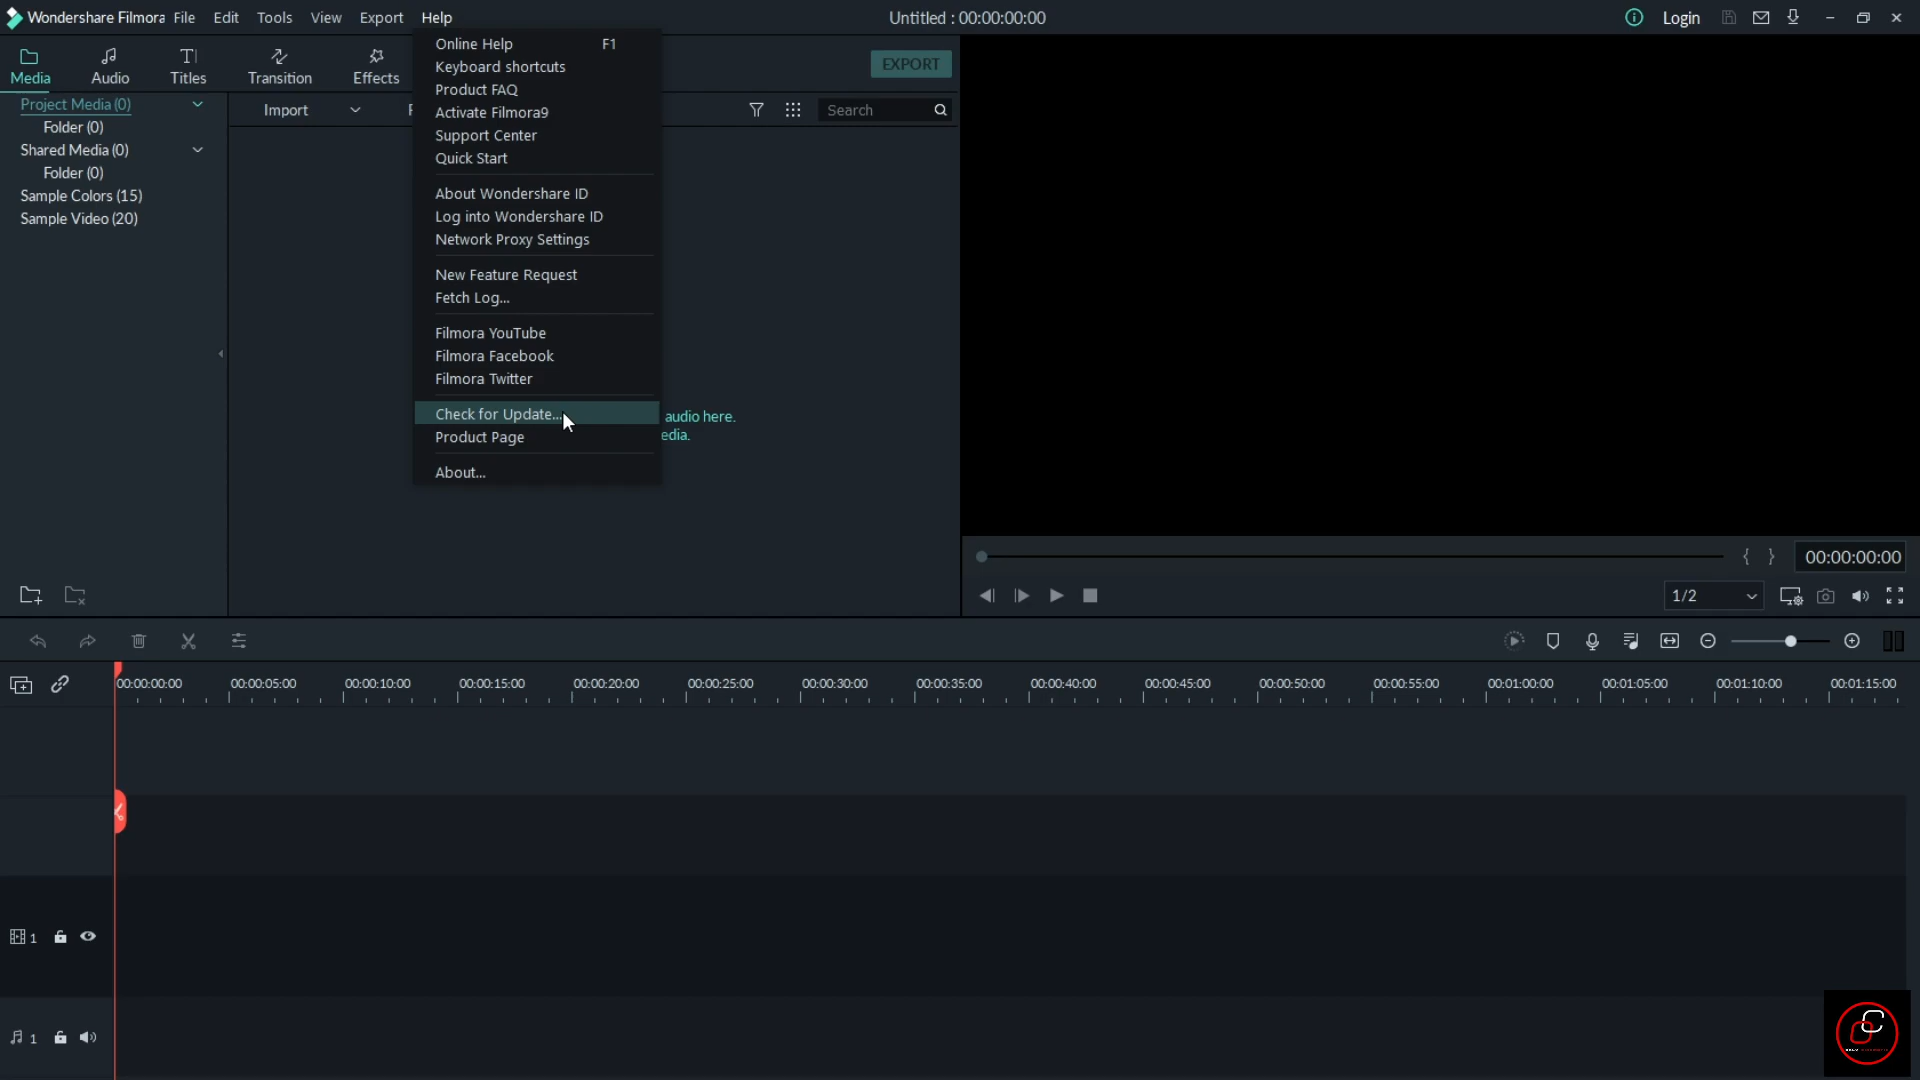 Wondershare Filmora File Edit Tools View Export Help
Untitled : 00:00:00:00
Login
Media Audio Titles Transition Effects
EXPORT
Project Media (0)
Folder (0)
Shared Media (0)
Folder (0)
Sample Colors (15)
Sample Video (20)
Import
Search
Online Help F1
Keyboard shortcuts
Product FAQ
Activate Filmora9
Support Center
Quick Start
About Wondershare ID
Log into Wondershare ID
Network Proxy Settings
New Feature Request
Fetch Log...
Filmora YouTube
Filmora Facebook
Filmora Twitter
Check for Update...
Product Page
About...
audio here.
edia.
{ } 00:00:00:00
1/2
00:00:00:00 00:00:05:00 00:00:10:00 00:00:15:00 00:00:20:00 00:00:25:00 00:00:30:00 00:00:35:00 00:00:40:00 00:00:45:00 00:00:50:00 00:00:55:00 00:01:00:00 00:01:05:00 00:01:10:00 00:01:15:00
1
1